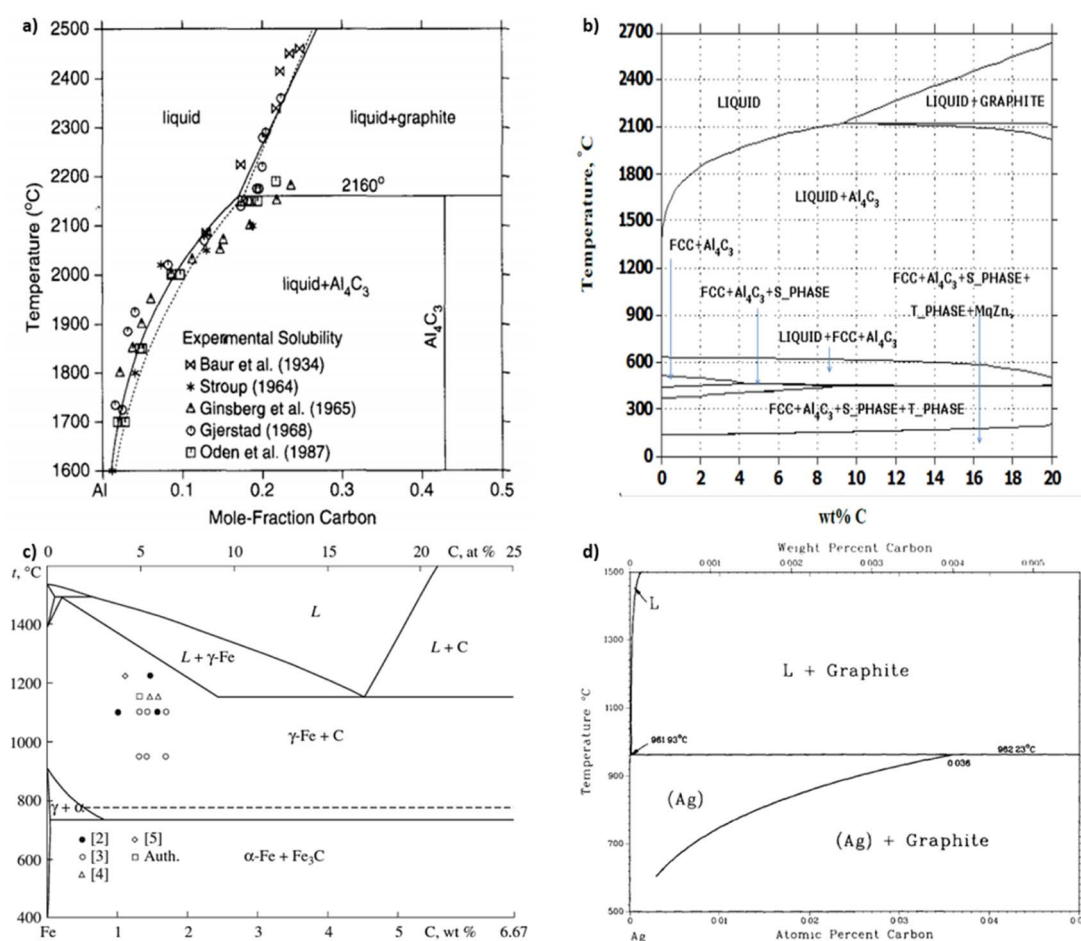 a)
2500
2400
2300
2200
2100
2000
1900
1800
1700
1600
Temperature (°C)
liquid
liquid+graphite
2160°
liquid+Al₄C₃
Al₄C₃
Experimental Solubility
Baur et al. (1934)
Stroup (1964)
Ginsberg et al. (1965)
Gjerstad (1968)
Oden et al. (1987)
Al 0.1 0.2 0.3 0.4 0.5
Mole-Fraction Carbon
b)
2700
2400
2100
1800
1500
1200
900
600
300
0
Temperature, °C
LIQUID
LIQUID+GRAPHITE
LIQUID+Al₄C₃
FCC+Al₄C₃
FCC+Al₄C₃+S_PHASE+
T_PHASE+MgZn₂
FCC+Al₄C₃+S_PHASE
LIQUID+FCC+Al₄C₃
FCC+Al₄C₃+S_PHASE+T_PHASE
0 2 4 6 8 10 12 14 16 18 20
wt% C
c)
0 5 10 15 20 C, at % 25
t, °C
1400
1200
1000
800
600
400
L
L + γ-Fe
L + C
γ-Fe + C
γ + α
[2] [5]
[3] Auth.
[4]
α-Fe + Fe₃C
Fe 1 2 3 4 5 C, wt % 6.67
d)
Weight Percent Carbon
0 0.001 0.002 0.003 0.004 0.005
1500
1300
1100
900
700
500
Temperature °C
L
L + Graphite
961.93°C
962.23°C
0.036
(Ag)
(Ag) + Graphite
0 0.01 0.02 0.03 0.04 0.05
Ag
Atomic Percent Carbon